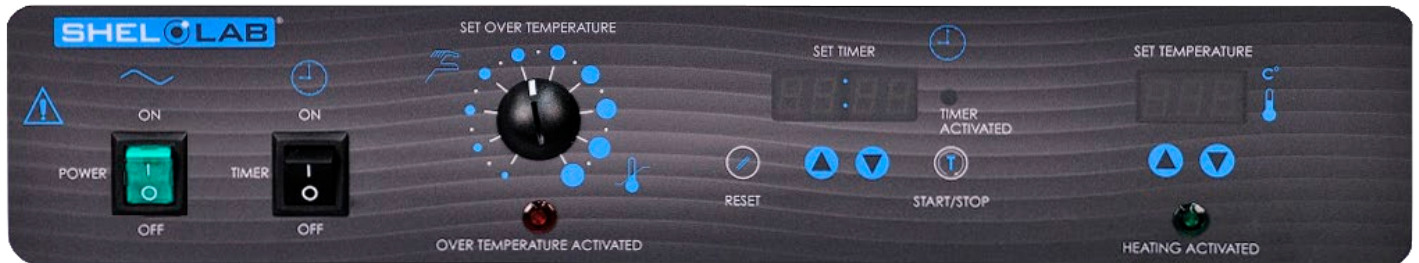 SHEL LAB®
SET OVER TEMPERATURE
SET TIMER
SET TEMPERATURE
C°
ON
ON
TIMER
ACTIVATED
POWER
I
O
TIMER
I
O
RESET
START/STOP
OFF
OFF
OVER TEMPERATURE ACTIVATED
HEATING ACTIVATED